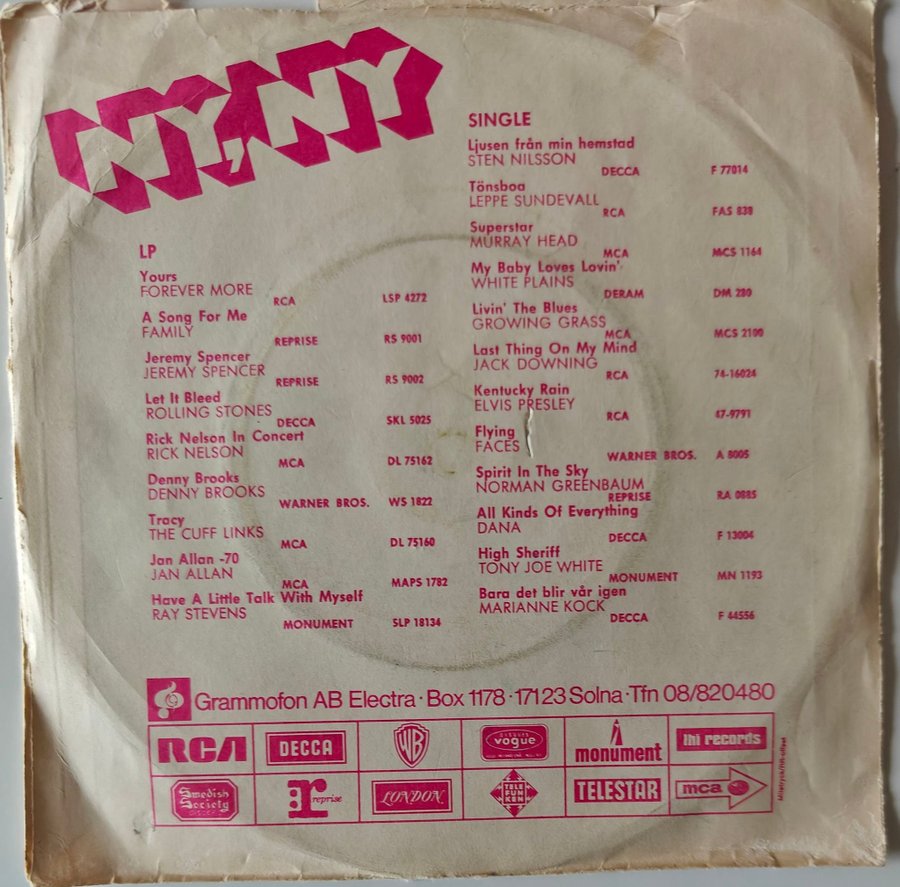 NY, NY
LP
Yours
FOREVER MORE
RCA LSP 4272
A Song For Me
FAMILY
REPRISE RS 9001
Jeremy Spencer
JEREMY SPENCER
REPRISE RS 9002
Let It Bleed
ROLLING STONES
DECCA SKL 5025
Rick Nelson In Concert
RICK NELSON
MCA DL 75162
Denny Brooks
DENNY BROOKS
WARNER BROS. WS 1822
Tracy
THE CUFF LINKS
MCA DL 75160
Jan Allan -70
JAN ALLAN
MCA MAPS 1782
Have A Little Talk With Myself
RAY STEVENS
MONUMENT SLP 18134
SINGLE
Ljusen från min hemstad
STEN NILSSON
DECCA F 77014
Tönsboa
LEPPE SUNDEVALL
RCA FAS 838
Superstar
MURRAY HEAD
MCA MCS 1164
My Baby Loves Lovin'
WHITE PLAINS
DERAM DM 280
Livin' The Blues
GROWING GRASS
MCA MCS 2100
Last Thing On My Mind
JACK DOWNING
RCA 74-16024
Kentucky Rain
ELVIS PRESLEY
RCA 47-9791
Flying
FACES
WARNER BROS. A 8005
Spirit In The Sky
NORMAN GREENBAUM
REPRISE RA 0885
All Kinds Of Everything
DANA
DECCA F 13004
High Sheriff
TONY JOE WHITE
MONUMENT MN 1193
Bara det blir vår igen
MARIANNE KOCK
DECCA F 44556
Grammofon AB Electra · Box 1178 · 17123 Solna · Tfn 08/820480
RCA DECCA WB vogue monument lhi records
Swedish Society r reprise LONDON TELEFUNKEN TELESTAR mca